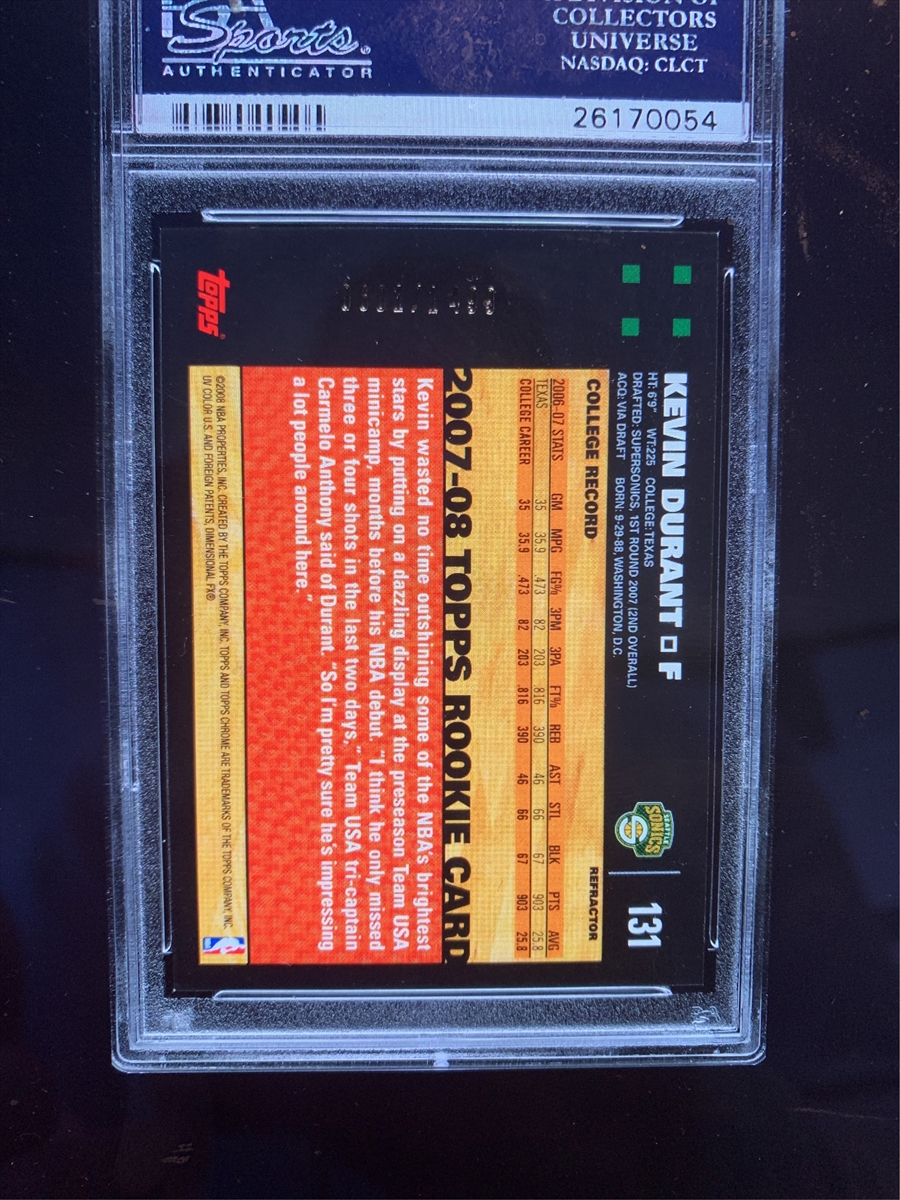 Sports
AUTHENTICATOR
COLLECTORS
UNIVERSE
NASDAQ: CLCT
26170054
KEVIN DURANT F
HT: 6'9" WT:225 COLLEGE:TEXAS
DRAFTED: SUPERSONICS, 1ST ROUND 2007 (2ND OVERALL)
ACQ: VIA DRAFT BORN: 9-29-88, WASHINGTON, D.C.
SEATTLE
SONICS
131
COLLEGE RECORD
REFRACTOR
2006-07 STATS GM MPG FG% 3PM 3PA FT% REB AST STL BLK PTS AVG
TEXAS 35 35.9 .473 82 203 .816 390 46 66 67 903 25.8
COLLEGE CAREER 35 35.9 .473 82 203 .816 390 46 66 67 903 25.8
2007-08 TOPPS ROOKIE CARD
Kevin wasted no time outshining some of the NBA's brightest
stars by putting on a dazzling display at the preseason Team USA
minicamp, months before his NBA debut. "I think he only missed
three or four shots in the last two days," Team USA tri-captain
Carmelo Anthony said of Durant. "So I'm pretty sure he's impressing
a lot people around here."
topps®
©2008 NBA PROPERTIES, INC. CREATED BY THE TOPPS COMPANY, INC. TOPPS AND TOPPS CHROME ARE TRADEMARKS OF THE TOPPS COMPANY, INC.
UV COLOR U.S. AND FOREIGN PATENTS, DIMENSIONAL FX®